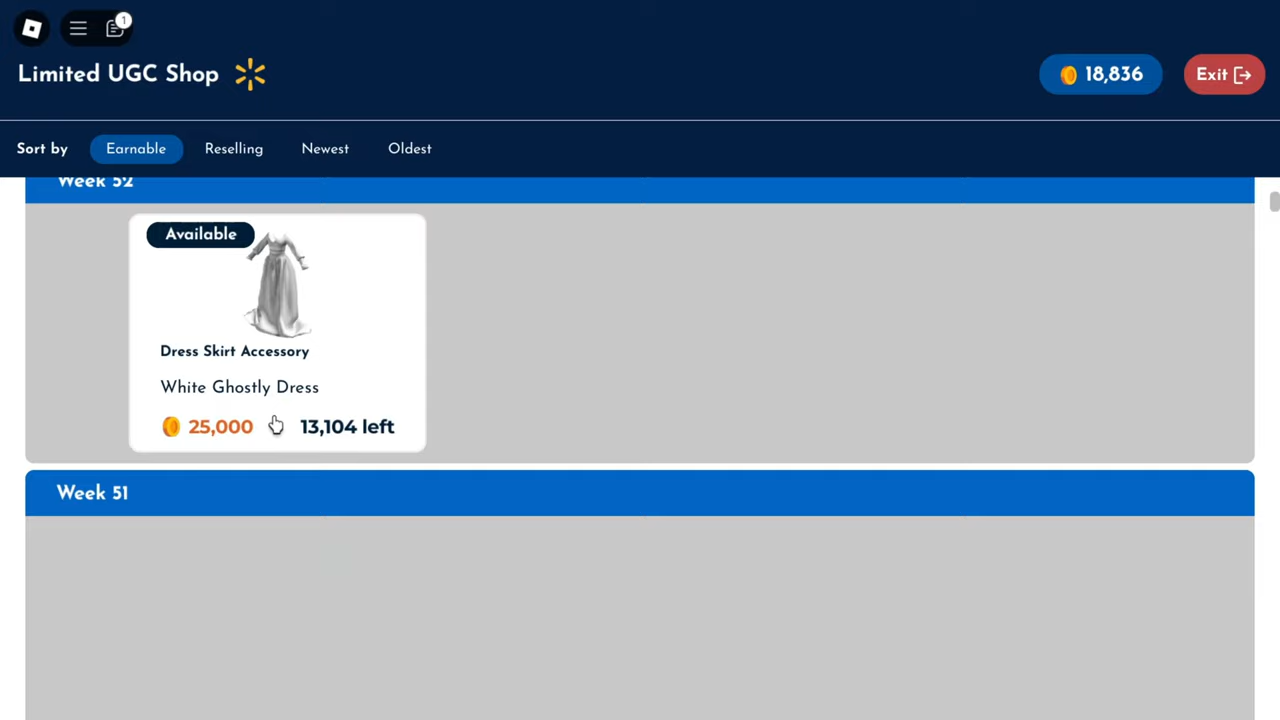 1
Limited UGC Shop
18,836
Exit
Sort by Earnable Reselling Newest Oldest
Week 52
Available
Dress Skirt Accessory
White Ghostly Dress
25,000 13,104 left
Week 51